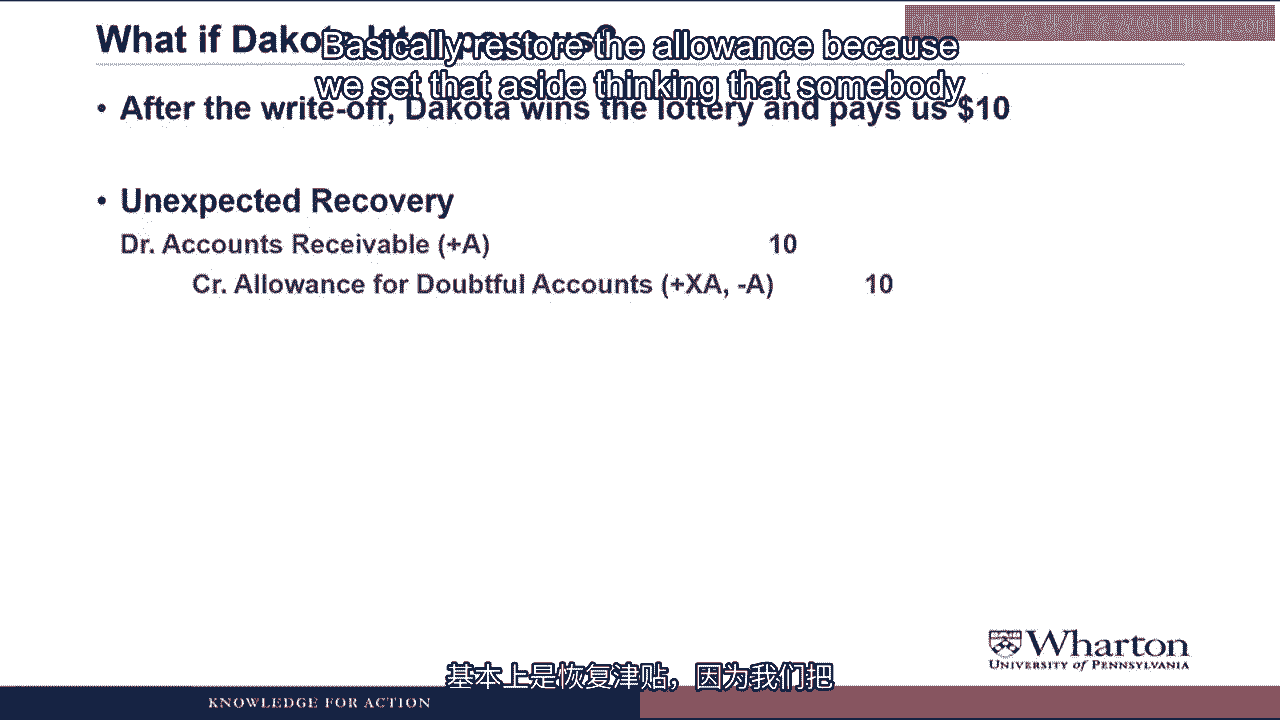 What if Dakota later pays us?
Basically restore the allowance because
we set that aside thinking that somebody
• After the write-off, Dakota wins the lottery and pays us $10
• Unexpected Recovery
Dr. Accounts Receivable (+A) 10
Cr. Allowance for Doubtful Accounts (+XA, -A) 10
Wharton
UNIVERSITY of PENNSYLVANIA
基本上是恢复津贴，因为我们把
KNOWLEDGE FOR ACTION